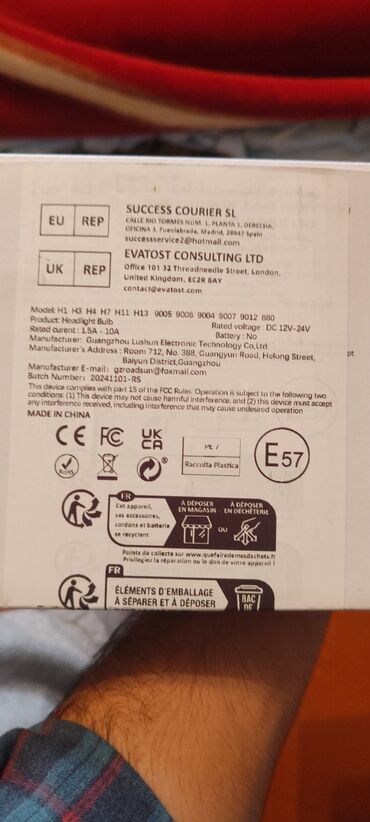 EU REP
SUCCESS COURIER SL
CALLE RIO TORMES NUM. 1, PLANTA 1, DERECHA,
OFICINA 3, Fuenlabrada, Madrid, 28947 Spain
successservice2@hotmail.com
UK REP
EVATOST CONSULTING LTD
Office 101 32 Threadneedle Street, London,
United Kingdom, EC2R 8AY
contact@evatost.com
Model: H1 H3 H4 H7 H11 H13 9005 9006 9004 9007 9012 880
Product: Headlight Bulb Rated voltage : DC 12V-24V
Rated curent : 1.5A - 10A Battery : No
Manufacturer: Guangzhou Lushun Electronic Technology Co,Ltd
Manufacturer's Address : Room 712, No. 388, Guangyun Road, Helong Street,
Baiyun District,Guangzhou
Manufacturer E-mail : gzroadsun@foxmail.com
Batch Number : 20241101-RS
This device complies with part 15 of the FCC Rules. Operation is subject to the following two
conditions: (1) This device may not cause harmful interference, and (2) this device must accept
any interference received, including interference that may cause undesired operation
MADE IN CHINA
CE FC UK CA
RoHS
PE 7
Raccolta Plastica
E57
FR
Cet appareil,
ses accessoires,
cordons et batterie
se recyclent
À DÉPOSER
EN MAGASIN
OU
À DÉPOSER
EN DÉCHÈTERIE
Points de collecte sur www.quefairedemesdechets.fr
Privilégiez la réparation ou le don de votre appareil !
FR
ÉLÉMENTS D'EMBALLAGE
À SÉPARER ET À DÉPOSER
BAC
DE
pt